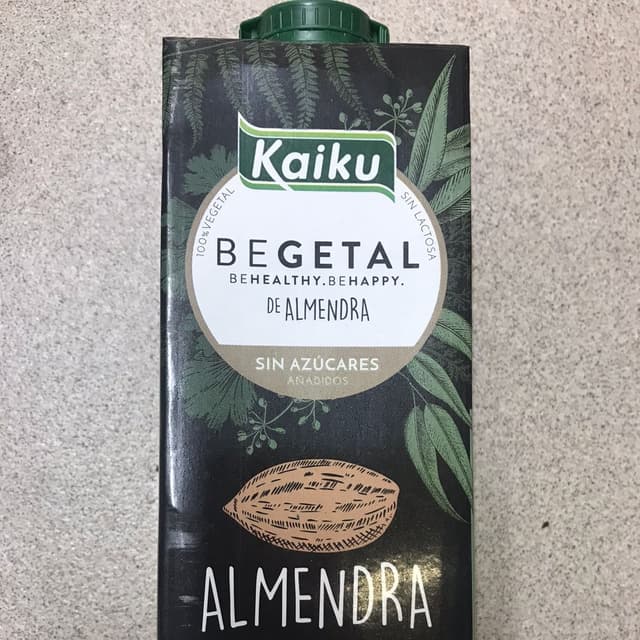 Kaiku
100% VEGETAL
SIN LACTOSA
BEGETAL
BEHEALTHY.BEHAPPY.
DE ALMENDRA
SIN AZÚCARES
AÑADIDOS
ALMENDRA